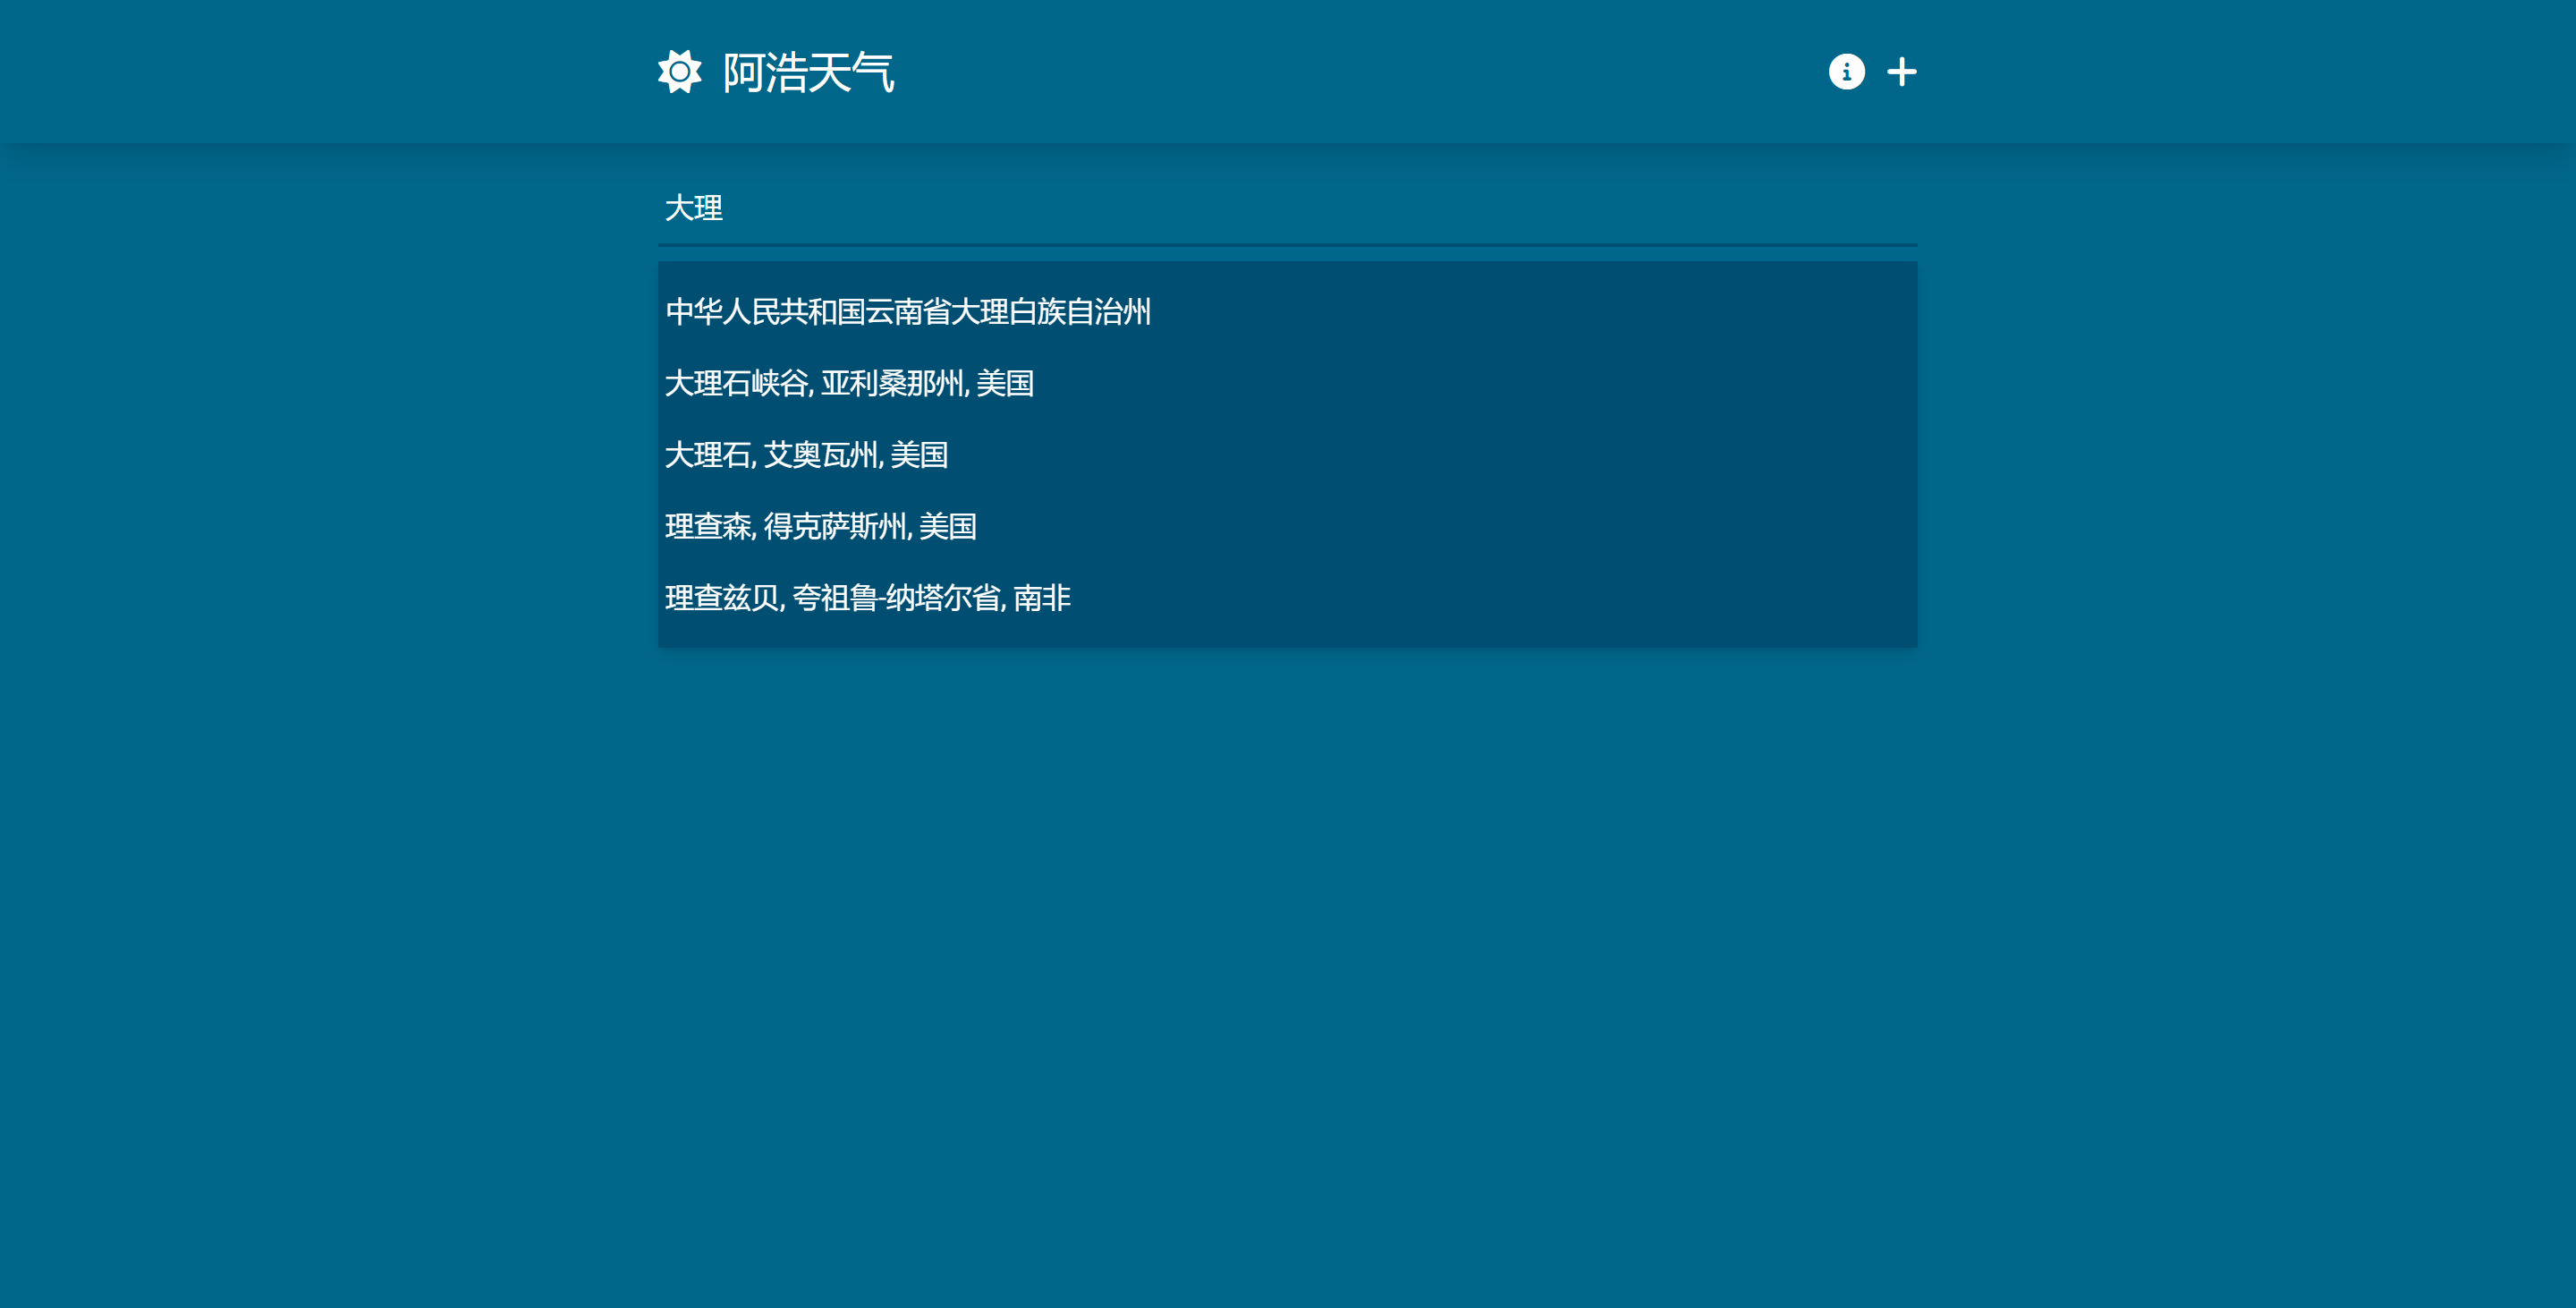 阿浩天气
大理
中华人民共和国云南省大理白族自治州
大理石峡谷, 亚利桑那州, 美国
大理石, 艾奥瓦州, 美国
理查森, 得克萨斯州, 美国
理查兹贝, 夸祖鲁-纳塔尔省, 南非